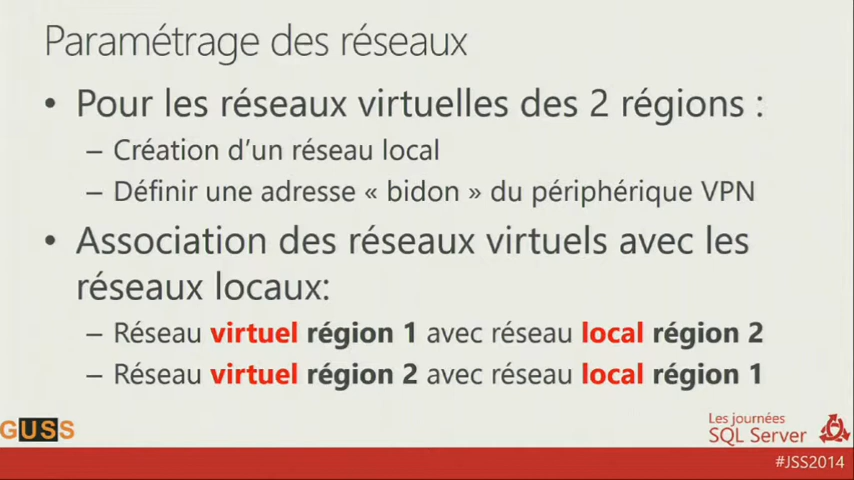 Paramétrage des réseaux
• Pour les réseaux virtuelles des 2 régions :
– Création d'un réseau local
– Définir une adresse « bidon » du périphérique VPN
• Association des réseaux virtuels avec les
réseaux locaux:
– Réseau virtuel région 1 avec réseau local région 2
– Réseau virtuel région 2 avec réseau local région 1
GUSS
Les journées
SQL Server
#JSS2014